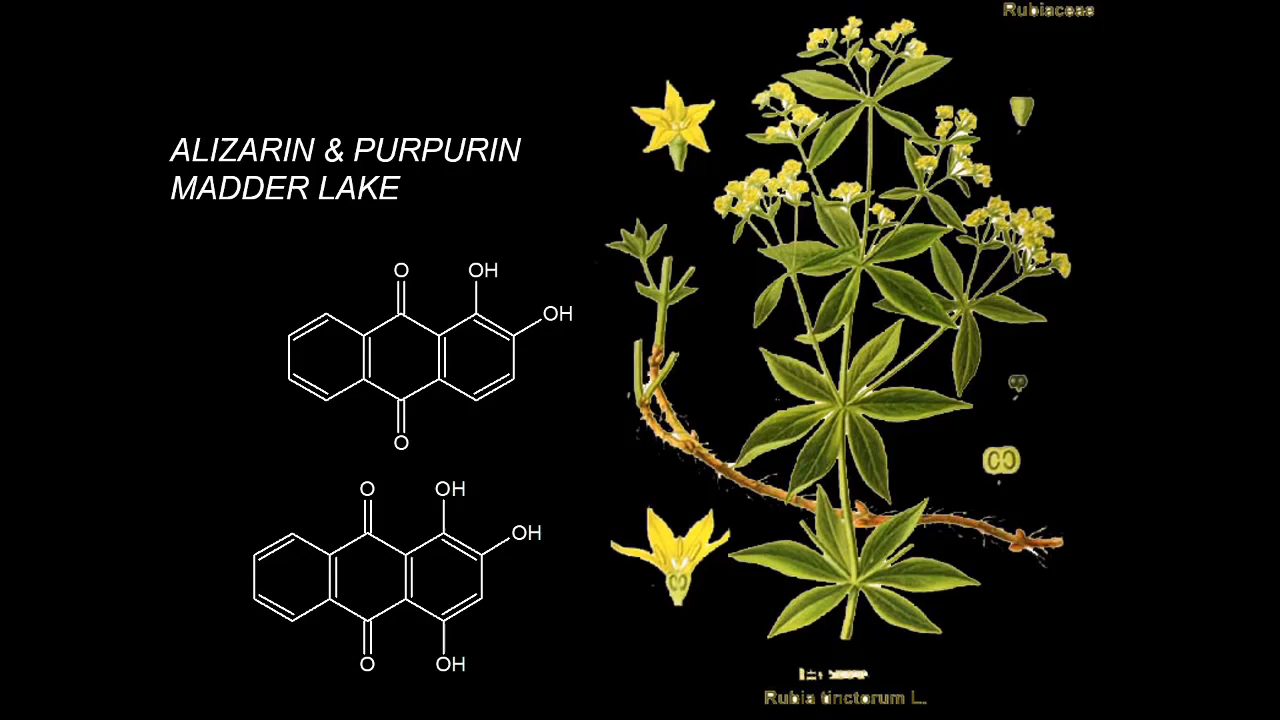 Rubiaceae
ALIZARIN & PURPURIN
MADDER LAKE
O
OH
OH
O
O
OH
OH
O
OH
Rubia tinctorum L.